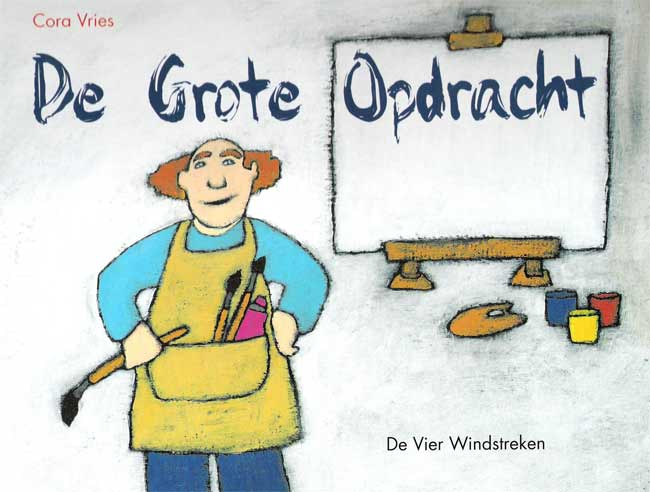 Cora Vries
De Grote Opdracht
De Vier Windstreken